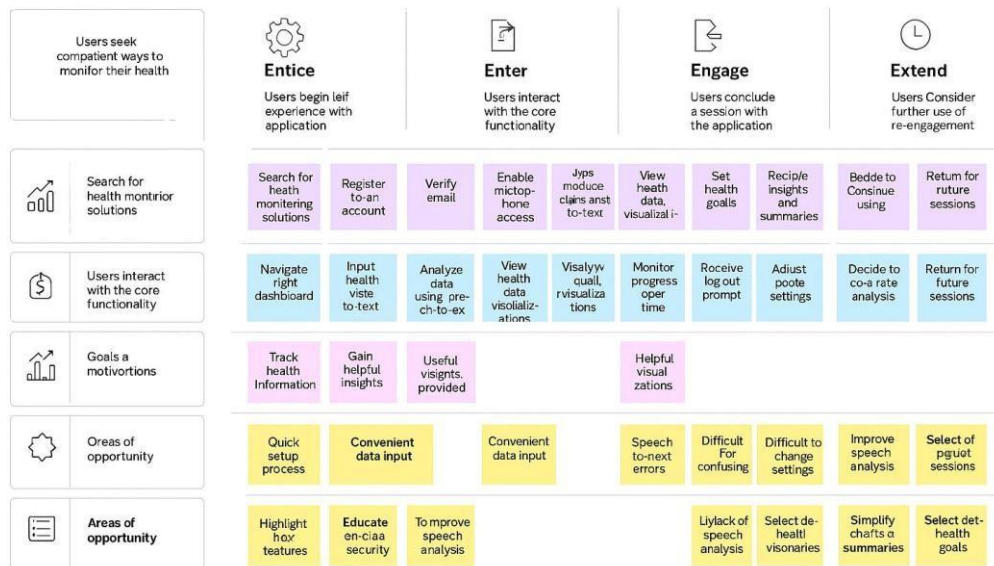 Users seek
compatient ways to
monifor their health
Entice
Users begin leif
experience with
application
Enter
Users interact
with the core
functionality
Engage
Users conclude
a session with
the application
Extend
Users Consider
further use of
re-engagement
Search for
health montrior
solutions
Search for
heath
monitering
solutions
Register
to-an
account
Verify
email
Enable
mictop-
hone
access
Jyps
moduce
clains anst
to-text
View
heath
data,
visualizal i-
Set
health
goalls
Recip/e
insights
and
summaries
Bedde to
Consinue
using
Return for
ruture
sessions
Users interact
with the core
functionality
Navigate
right
dashboard
Input
health
viste
to-text
Analyze
data
using pre-
ch-to-ex
View
health
data
visolializ-
ations
Visalyw
quall,
rvisualiza
tions
Monitor
progress
oper
time
Roceive
log out
prompt
Adiust
poote
settings
Decide to
co-a rate
analysis
Return for
future
sessions
Goals a
motivortions
Track
health
Information
Gain
helpful
insights
Useful
visignts.
provided
Helpful
visual
zations
Oreas of
opportunity
Quick
setup
process
Convenient
data input
Convenient
data input
Speech
to-next
errors
Difficult
For
confusing
Difficult to
change
settings
Improve
speech
analysis
Select of
sessions
Areas of
opportunity
Highlight
teatures
Educate
en-ciaa
security
To mprove
speech
analysis
Liylack of
speech
analysis
Select de-
healtl
visonaries
Simplify
chafts a
summaries
Select det-
health
goals